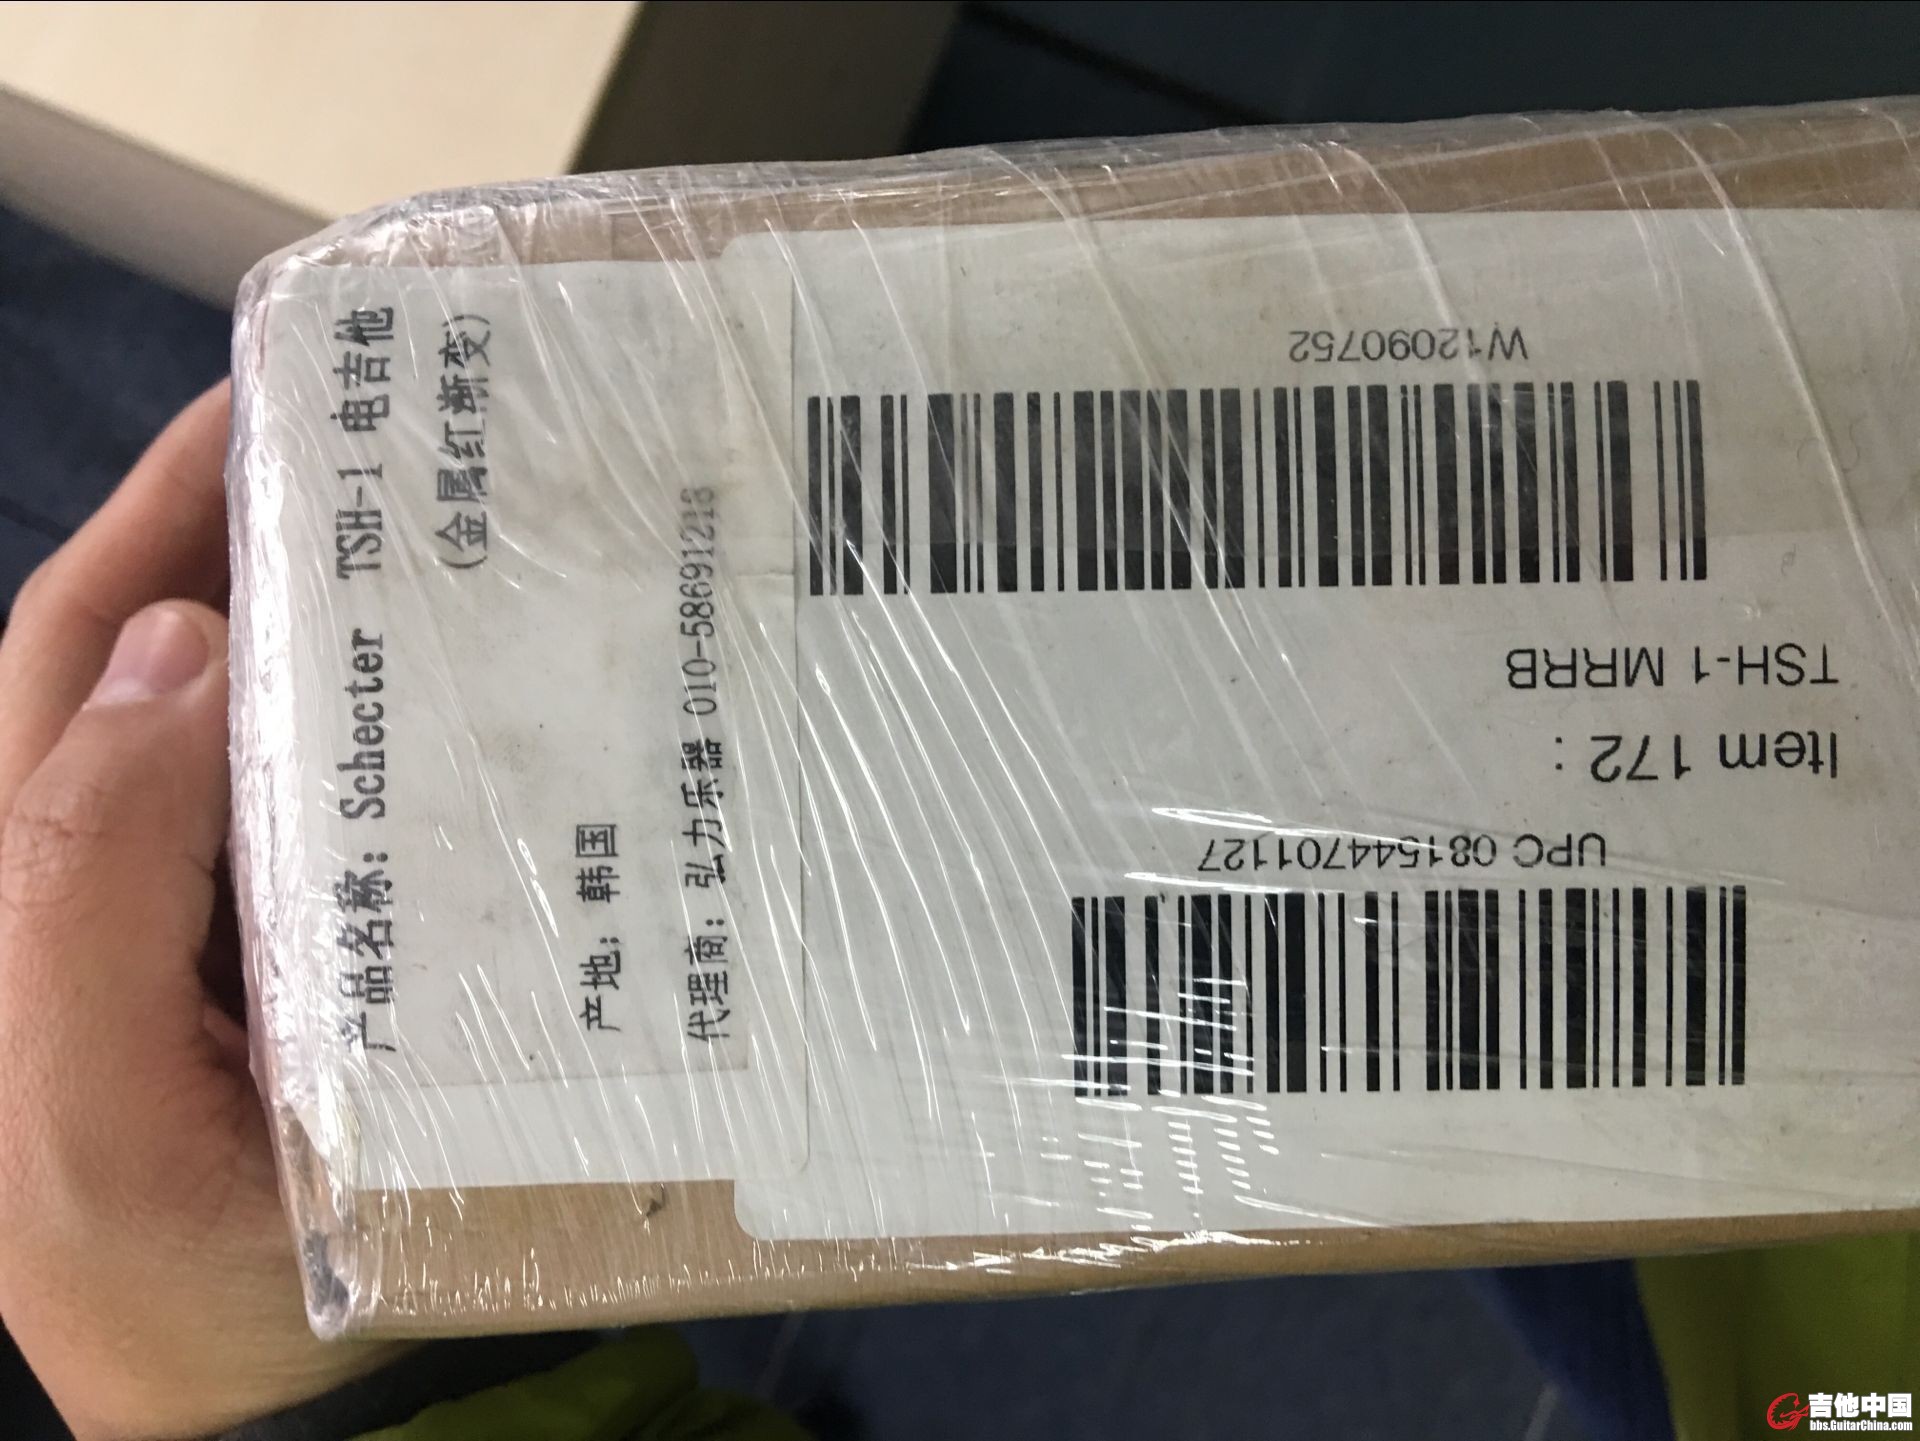 产品名称：Schecter TSH-1 电吉他
(金属红渐变)
产地：韩国
代理商：弘力乐器 010-58691218
Item 172 :
TSH-1 MRRB
W12090752
UPC 081544701127
吉他中国
bbs.GuitarChina.com